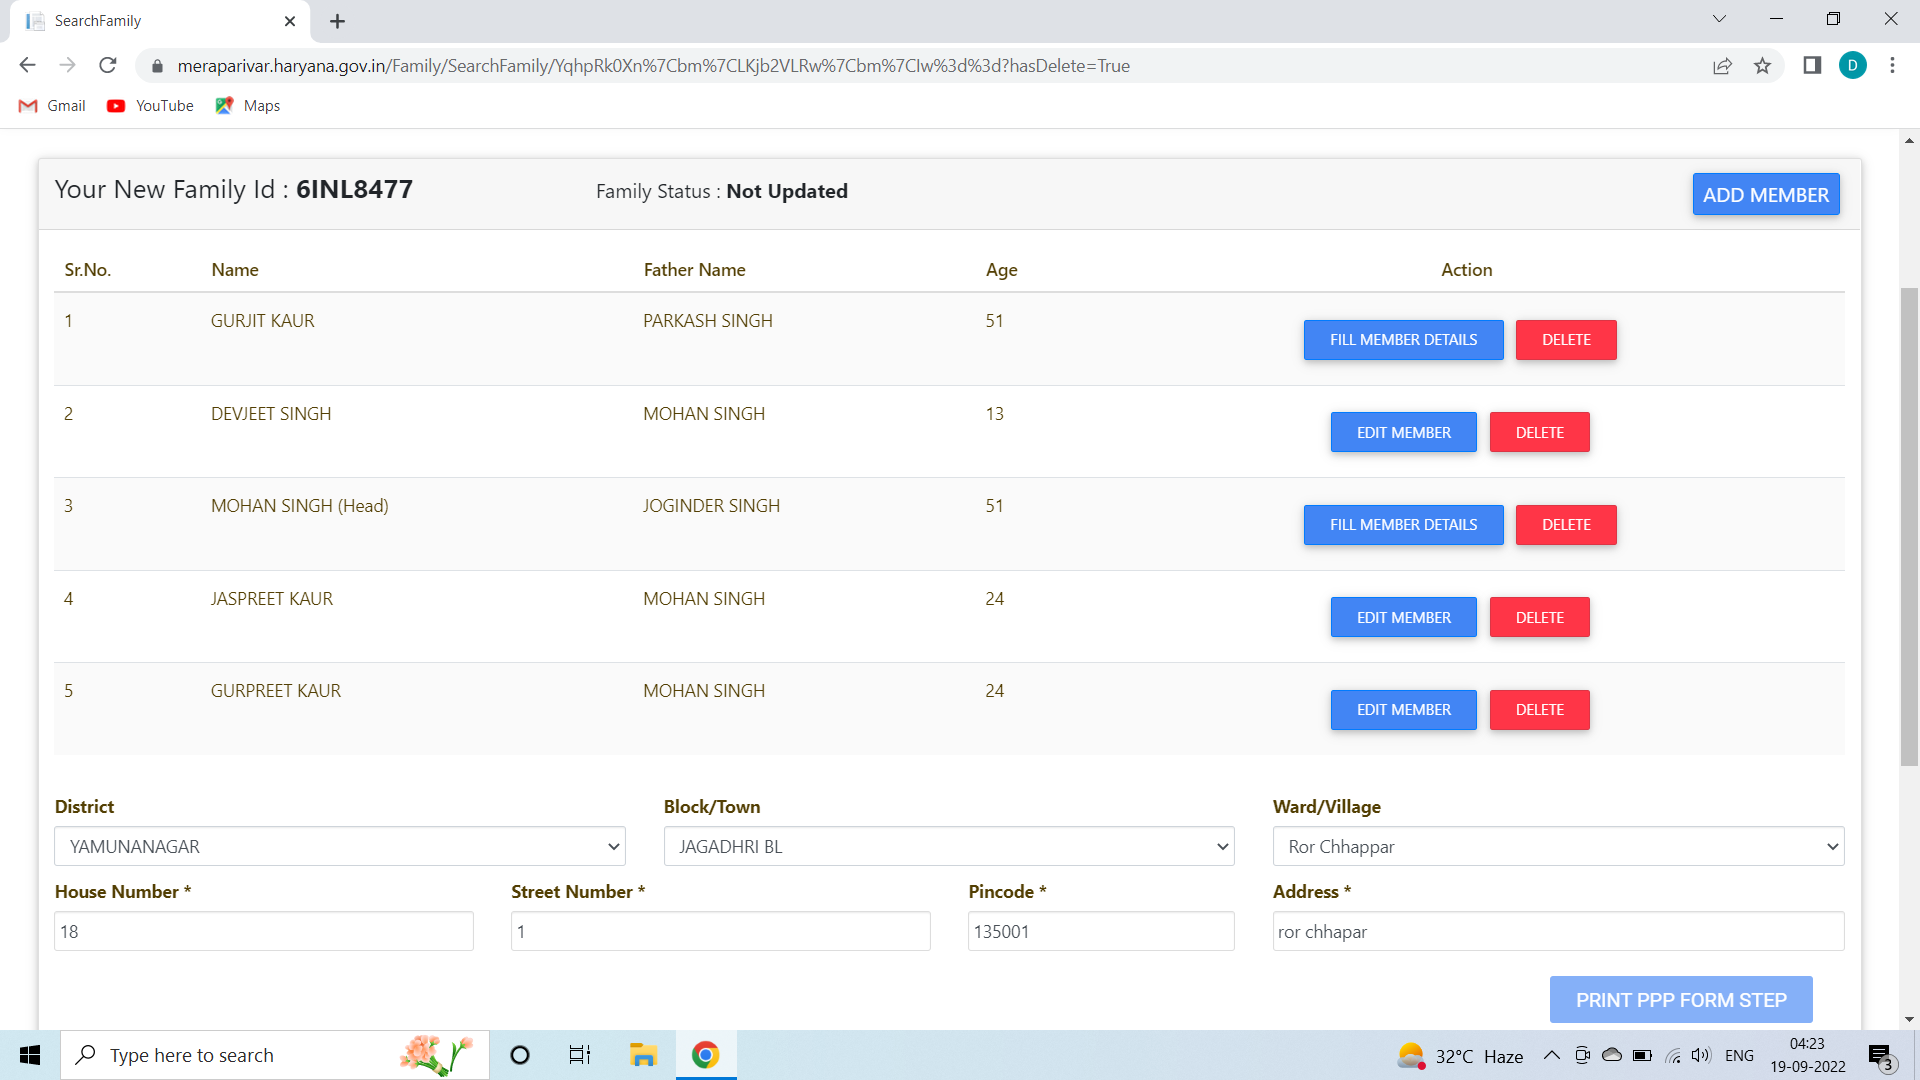 SearchFamily
meraparivar.haryana.gov.in/Family/SearchFamily/YqhpRk0Xn%7Cbm%7CLKjb2VLRw%7Cbm%7CIw%3d%3d?hasDelete=True
D
Gmail YouTube Maps
Your New Family Id : 6INL8477 Family Status : Not Updated ADD MEMBER
Sr.No. Name Father Name Age Action
1 GURJIT KAUR PARKASH SINGH 51 FILL MEMBER DETAILS DELETE
2 DEVJEET SINGH MOHAN SINGH 13 EDIT MEMBER DELETE
3 MOHAN SINGH (Head) JOGINDER SINGH 51 FILL MEMBER DETAILS DELETE
4 JASPREET KAUR MOHAN SINGH 24 EDIT MEMBER DELETE
5 GURPREET KAUR MOHAN SINGH 24 EDIT MEMBER DELETE
District Block/Town Ward/Village
YAMUNANAGAR JAGADHRI BL Ror Chhappar
House Number * Street Number * Pincode * Address *
18 1 135001 ror chhapar
PRINT PPP FORM STEP
Type here to search 32°C Haze ENG 04:23
19-09-2022 3